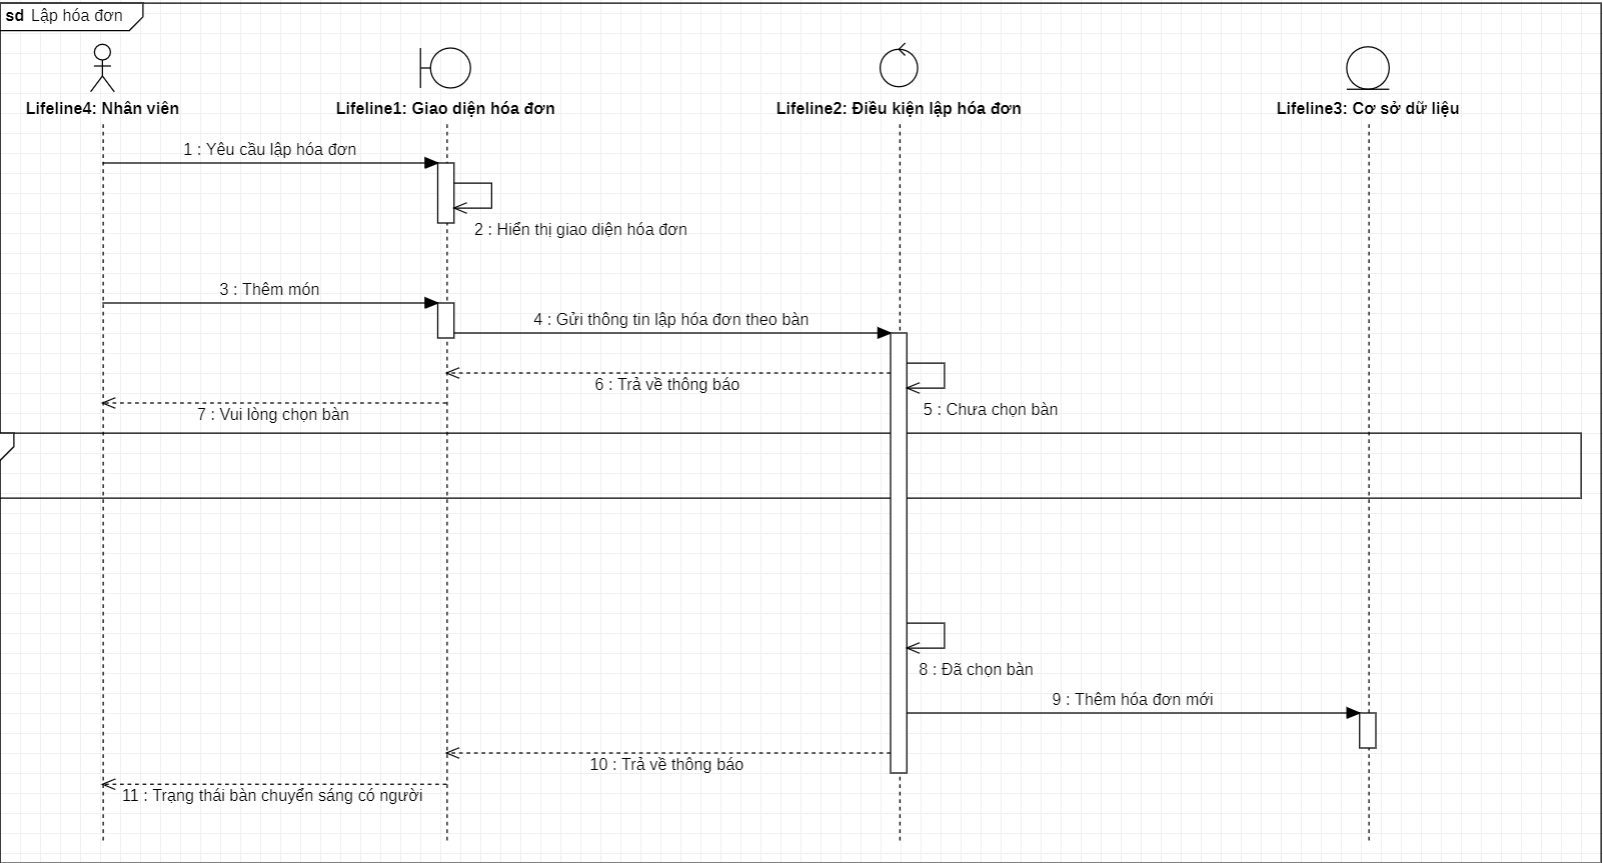 sd Lập hóa đơn
Lifeline4: Nhân viên
Lifeline1: Giao diện hóa đơn
Lifeline2: Điều kiện lập hóa đơn
Lifeline3: Cơ sở dữ liệu
1 : Yêu cầu lập hóa đơn
2 : Hiển thị giao diện hóa đơn
3 : Thêm món
4 : Gửi thông tin lập hóa đơn theo bàn
6 : Trả về thông báo
5 : Chưa chọn bàn
7 : Vui lòng chọn bàn
8 : Đã chọn bàn
9 : Thêm hóa đơn mới
10 : Trả về thông báo
11 : Trạng thái bàn chuyển sáng có người